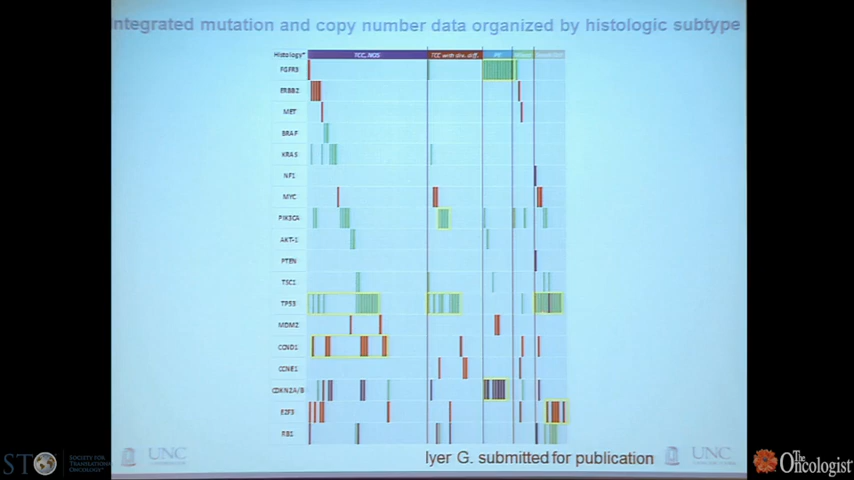 Integrated mutation and copy number data organized by histologic subtype
Histology*
TCC, NOS
TCC with div. diff.
FGFR3
ERBB2
MET
BRAF
KRAS
NF1
MYC
PIK3CA
AKT-1
PTEN
TSC1
TP53
MDM2
CCND1
CCNE1
CDKN2A/B
E2F3
RB1
Iyer G. submitted for publication
STO
SOCIETY FOR
TRANSLATIONAL
ONCOLOGY
UNC
UNC
The
Oncologist